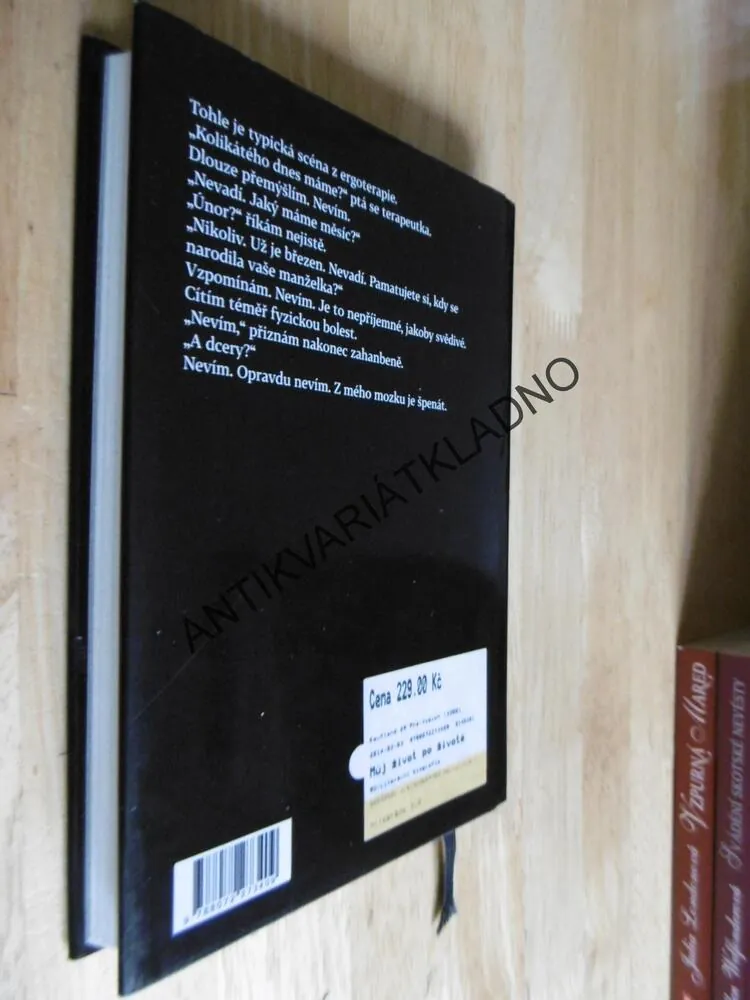 Tohle je typická scéna z ergoterapie.
„Kolikátého dnes máme?“ ptá se terapeutka.
Dlouze přemýšlím. Nevím.
„Nevadí. Jaký máme měsíc?“
„Únor?“ říkám nejistě.
„Nikoliv. Už je březen. Nevadí. Pamatujete si, kdy se
narodila vaše manželka?“
Vzpomínám. Nevím. Je to nepříjemné, jakoby svědivé.
Cítím téměř fyzickou bolest.
„Nevím,“ přiznám nakonec zahanbeně.
„A dcery?“
Nevím. Opravdu nevím. Z mého mozku je špenát.
ANTIKVARIÁTKLADNO
Cena 229.00 Kč
Můj život po životě
VZPURNÁ
SKOTSKÉ NEVĚSTY